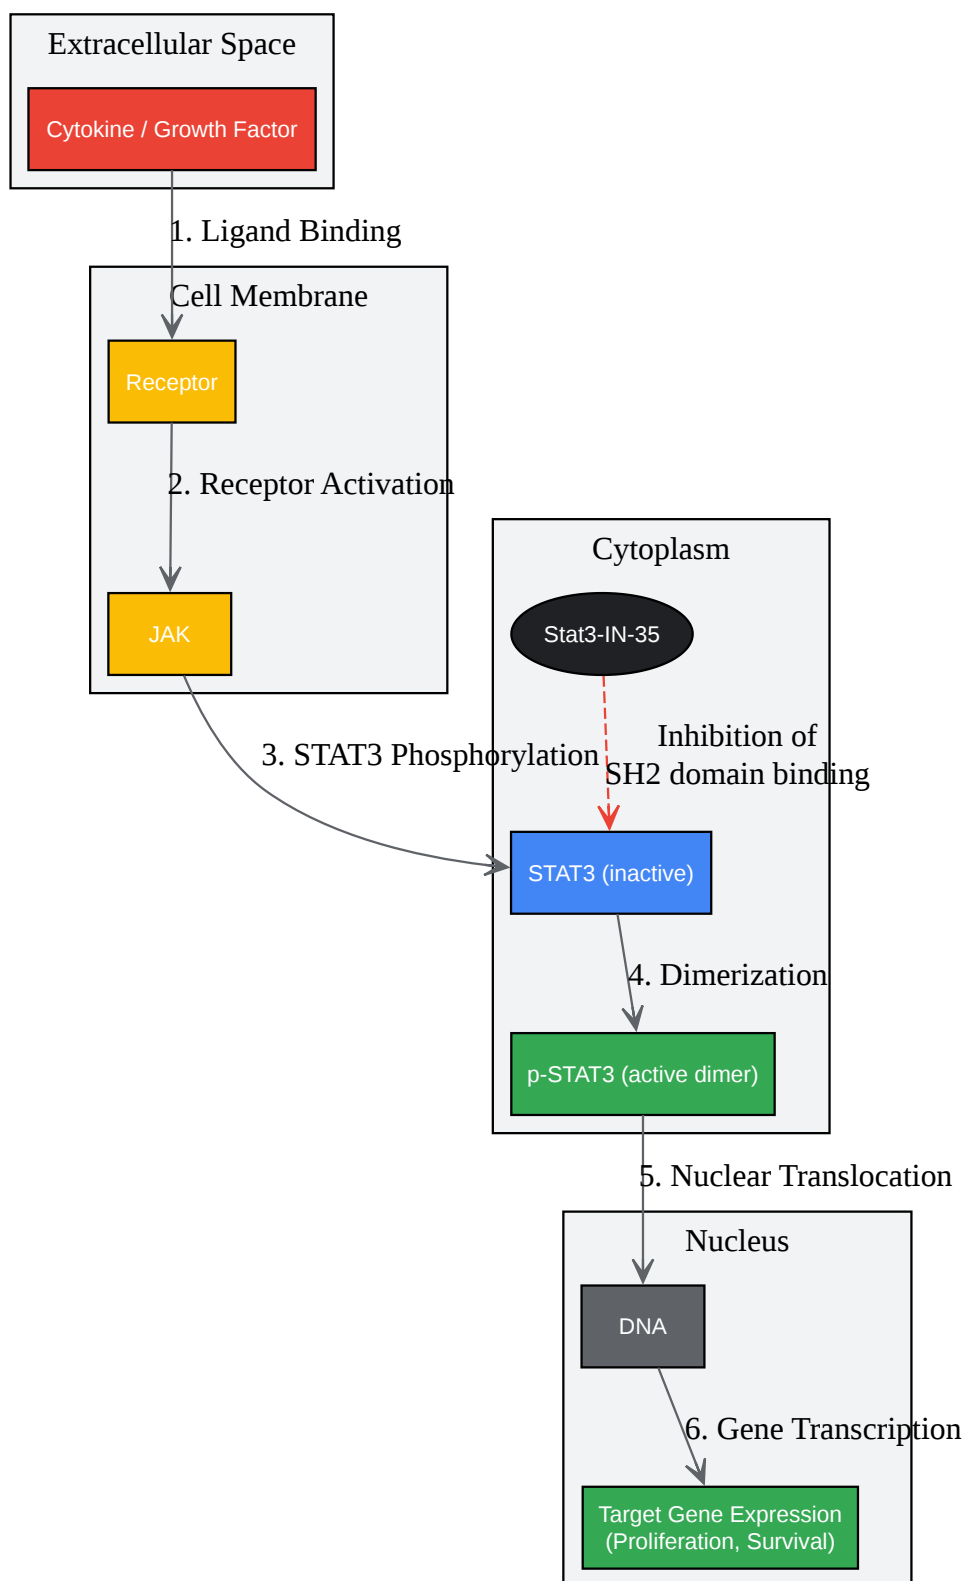 Extracellular Space
Cytokine / Growth Factor
1. Ligand Binding
Cell Membrane
Receptor
2. Receptor Activation
JAK
Cytoplasm
Stat3-IN-35
3. STAT3 Phosphorylation
Inhibition of
SH2 domain binding
STAT3 (inactive)
4. Dimerization
p-STAT3 (active dimer)
5. Nuclear Translocation
Nucleus
DNA
6. Gene Transcription
Target Gene Expression
(Proliferation, Survival)